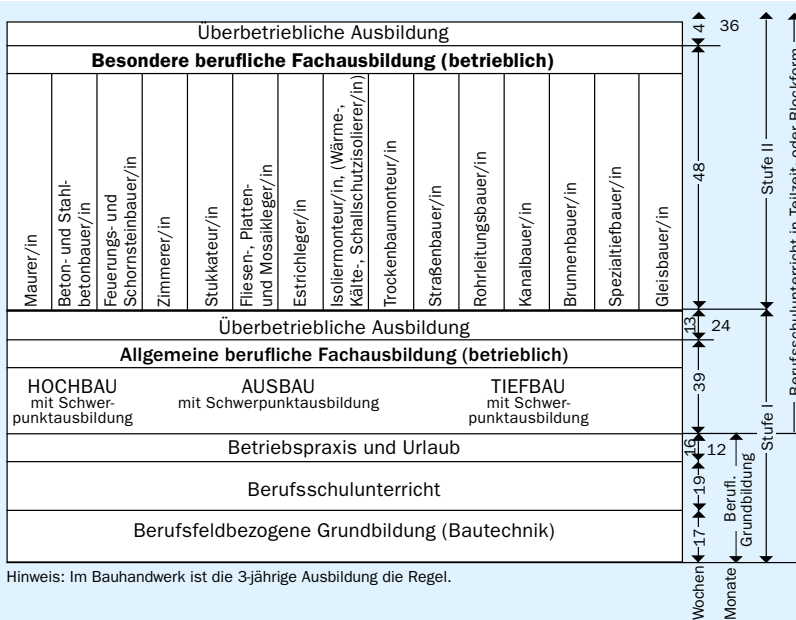 Überbetriebliche Ausbildung
Besondere berufliche Fachausbildung (betrieblich)
Maurer/in
Beton- und Stahl-
betonbauer/in
Feuerungs- und
Schornsteinbauer/in
Zimmerer/in
Stukkateur/in
Fliesen-, Platten-
und Mosaikleger/in
Estrichleger/in
Isoliermonteur/in, (Wärme-,
Kälte-, Schallschutzisolierer/in)
Trockenbaumonteur/in
Straßenbauer/in
Rohrleitungsbauer/in
Kanalbauer/in
Brunnenbauer/in
Spezialtiefbauer/in
Gleisbauer/in
Überbetriebliche Ausbildung
Allgemeine berufliche Fachausbildung (betrieblich)
HOCHBAU
mit Schwer-
punktausbildung
AUSBAU
mit Schwerpunktausbildung
TIEFBAU
mit Schwer-
punktausbildung
Betriebspraxis und Urlaub
Berufsschulunterricht
Berufsfeldbezogene Grundbildung (Bautechnik)
4
36
48
13
24
39
16
12
19
17
Wochen
Monate
Berufl.
Grundbildung
Stufe II
Stufe I
Berufsschulunterricht in Teilzeit- oder Blockform
Hinweis: Im Bauhandwerk ist die 3-jährige Ausbildung die Regel.